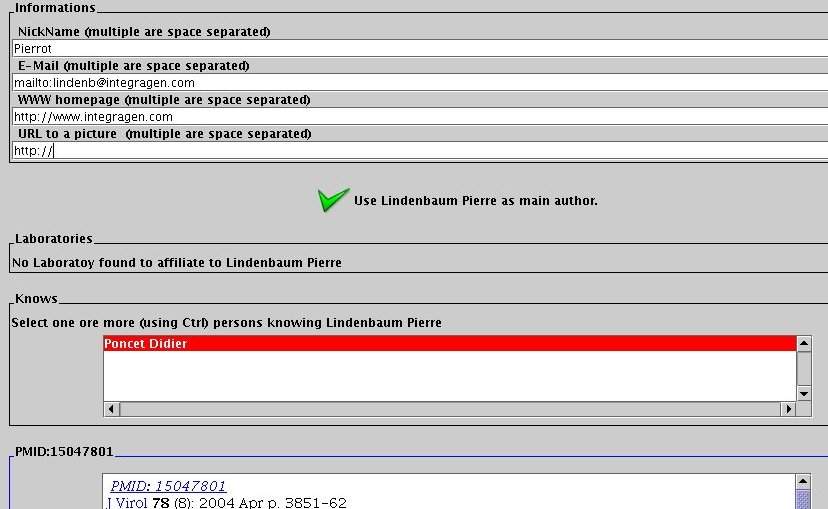 Informations
NickName (multiple are space separated)
Pierrot
E-Mail (multiple are space separated)
mailto:lindenb@integragen.com
WWW homepage (multiple are space separated)
http://www.integragen.com
URL to a picture (multiple are space separated)
http://
Use Lindenbaum Pierre as main author.
Laboratories
No Laboratoy found to affiliate to Lindenbaum Pierre
Knows
Select one ore more (using Ctrl) persons knowing Lindenbaum Pierre
Poncet Didier
PMID:15047801
PMID: 15047801
J Virol 78 (8): 2004 Apr p. 3851-62